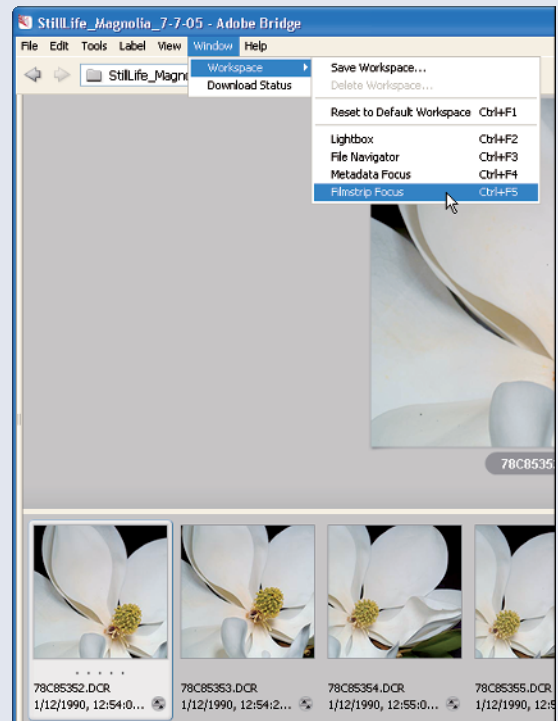 StillLife_Magnolia_7-7-05 - Adobe Bridge
File Edit Tools Label View Window Help
StillLife_Magn
Workspace
Download Status
Save Workspace...
Delete Workspace...
Reset to Default Workspace Ctrl+F1
Lightbox Ctrl+F2
File Navigator Ctrl+F3
Metadata Focus Ctrl+F4
Filmstrip Focus Ctrl+F5
78C8535
78C85352.DCR
1/12/1990, 12:54:0...
78C85353.DCR
1/12/1990, 12:54:2...
78C85354.DCR
1/12/1990, 12:55:0...
78C85355.DCR
1/12/1990, 12:5